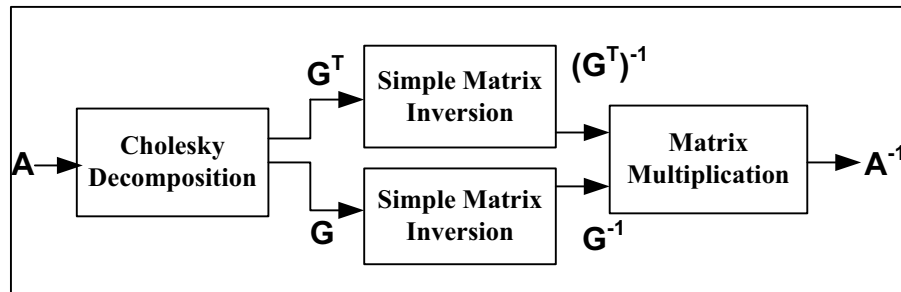 A
Cholesky
Decomposition
G^T
Simple Matrix
Inversion
(G^T)^-1
G
Simple Matrix
Inversion
G^-1
Matrix
Multiplication
A^-1